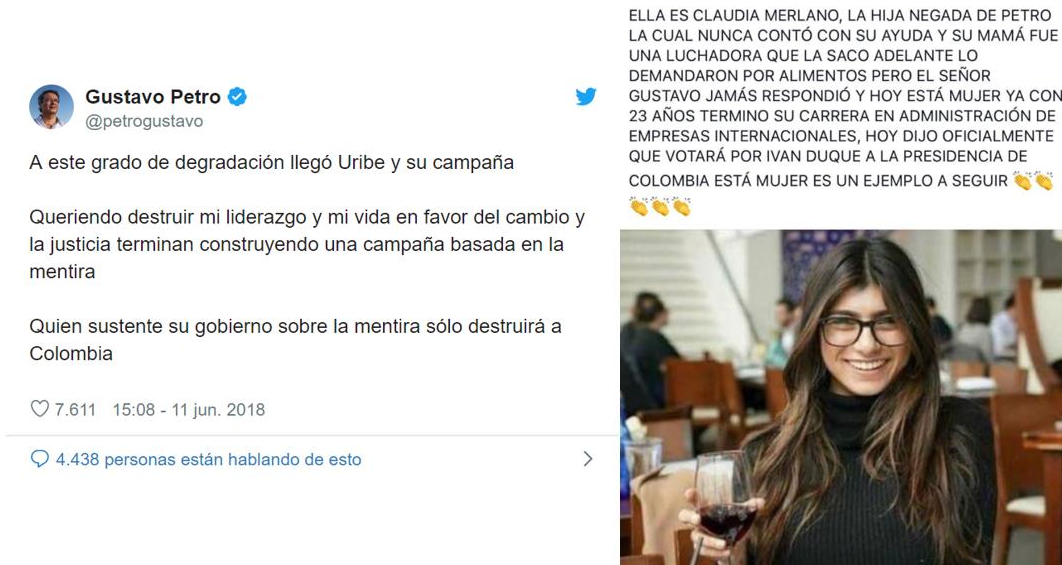 Gustavo Petro
@petrogustavo
A este grado de degradación llegó Uribe y su campaña
Queriendo destruir mi liderazgo y mi vida en favor del cambio y
la justicia terminan construyendo una campaña basada en la
mentira
Quien sustente su gobierno sobre la mentira sólo destruirá a
Colombia
7.611 15:08 - 11 jun. 2018
4.438 personas están hablando de esto
ELLA ES CLAUDIA MERLANO, LA HIJA NEGADA DE PETRO
LA CUAL NUNCA CONTÓ CON SU AYUDA Y SU MAMÁ FUE
UNA LUCHADORA QUE LA SACO ADELANTE LO
DEMANDARON POR ALIMENTOS PERO EL SEÑOR
GUSTAVO JAMÁS RESPONDIÓ Y HOY ESTÁ MUJER YA CON
23 AÑOS TERMINO SU CARRERA EN ADMINISTRACIÓN DE
EMPRESAS INTERNACIONALES, HOY DIJO OFICIALMENTE
QUE VOTARÁ POR IVAN DUQUE A LA PRESIDENCIA DE
COLOMBIA ESTÁ MUJER ES UN EJEMPLO A SEGUIR 👏👏
👏👏👏